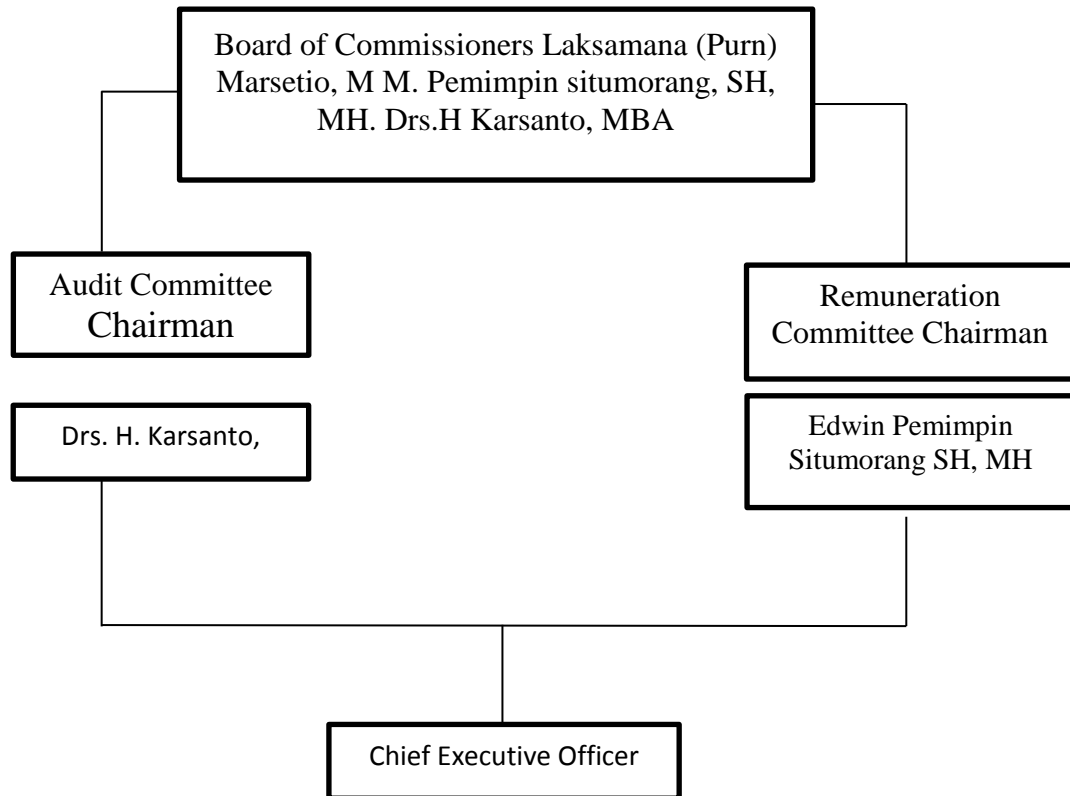 Board of Commissioners Laksamana (Purn)
Marsetio, M M. Pemimpin situmorang, SH,
MH. Drs.H Karsanto, MBA
Audit Committee
Chairman
Remuneration
Committee Chairman
Drs. H. Karsanto,
Edwin Pemimpin
Situmorang SH, MH
Chief Executive Officer